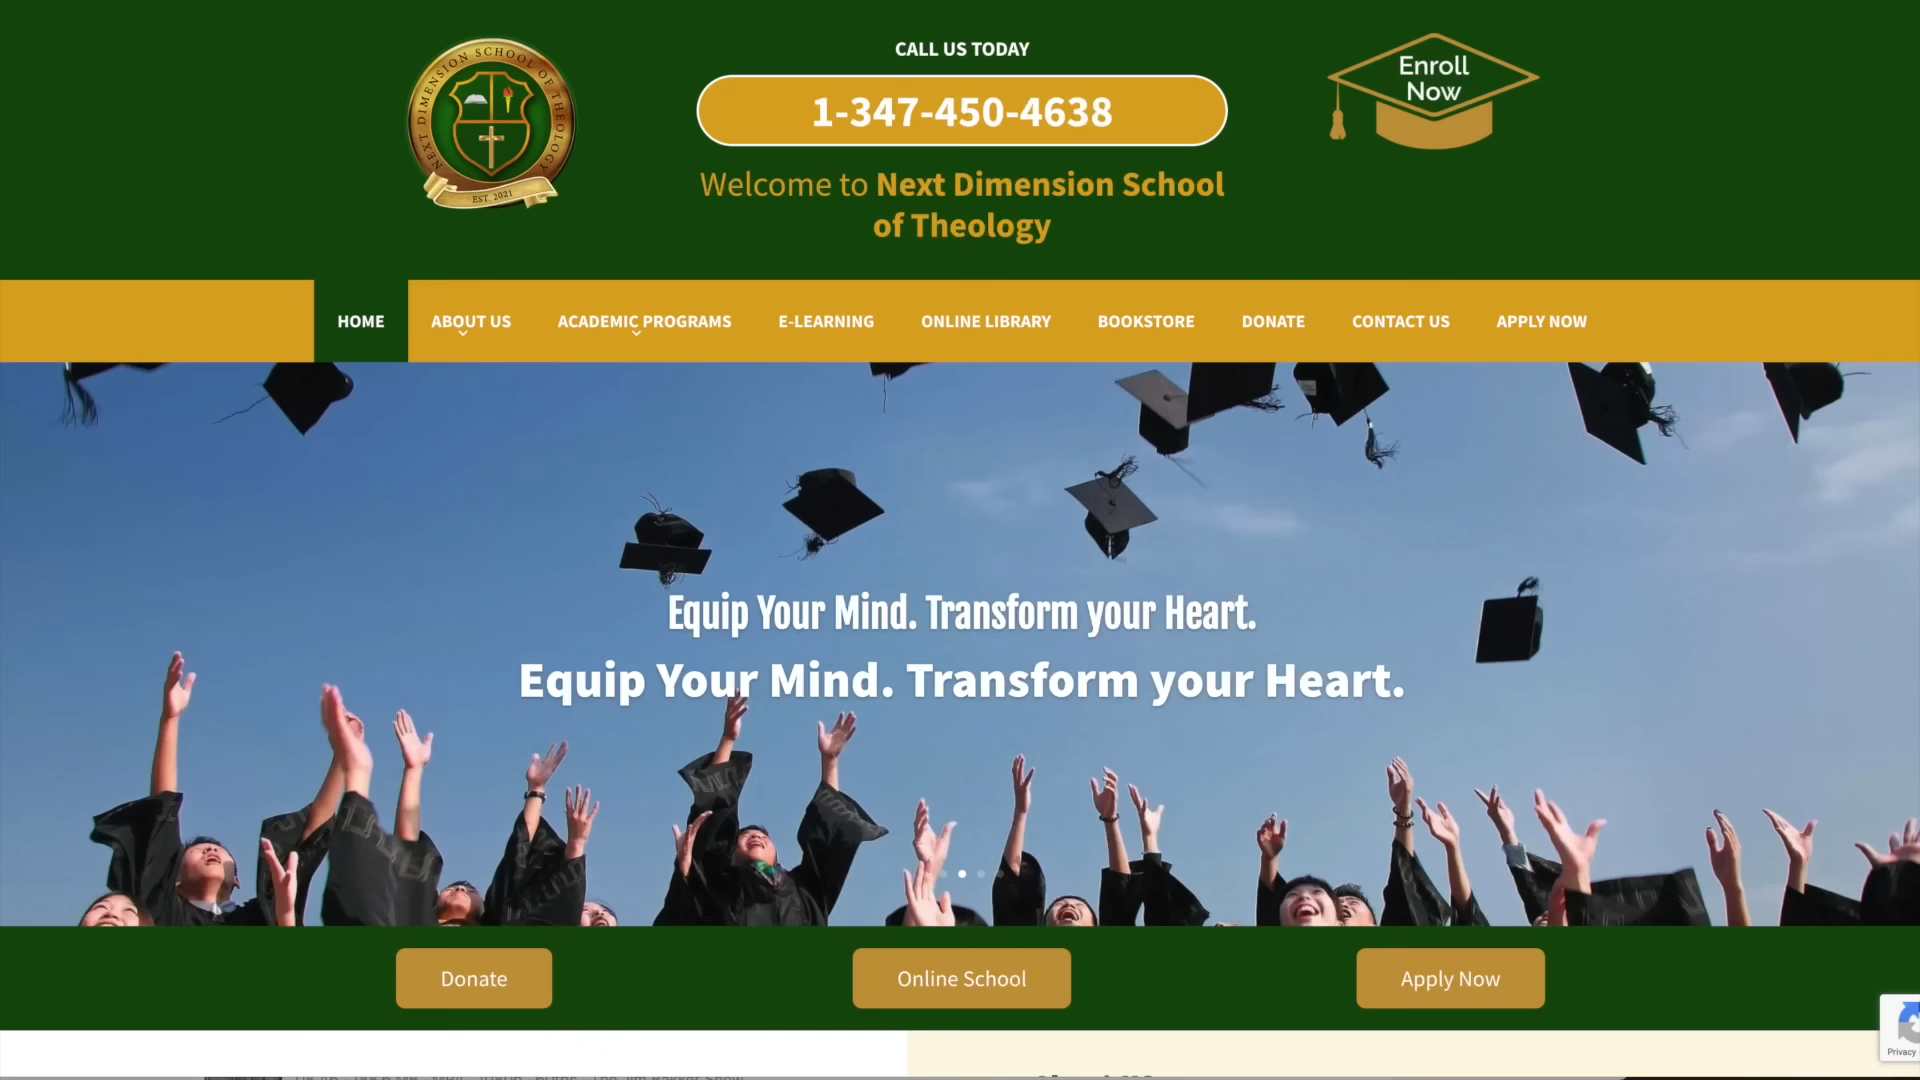 NEXT DIMENSION SCHOOL OF THEOLOGY
EST. 2021
CALL US TODAY
1-347-450-4638
Welcome to Next Dimension School
of Theology
Enroll
Now
HOME
ABOUT US
ACADEMIC PROGRAMS
E-LEARNING
ONLINE LIBRARY
BOOKSTORE
DONATE
CONTACT US
APPLY NOW
Equip Your Mind. Transform your Heart.
Equip Your Mind. Transform your Heart.
Donate
Online School
Apply Now
Privacy